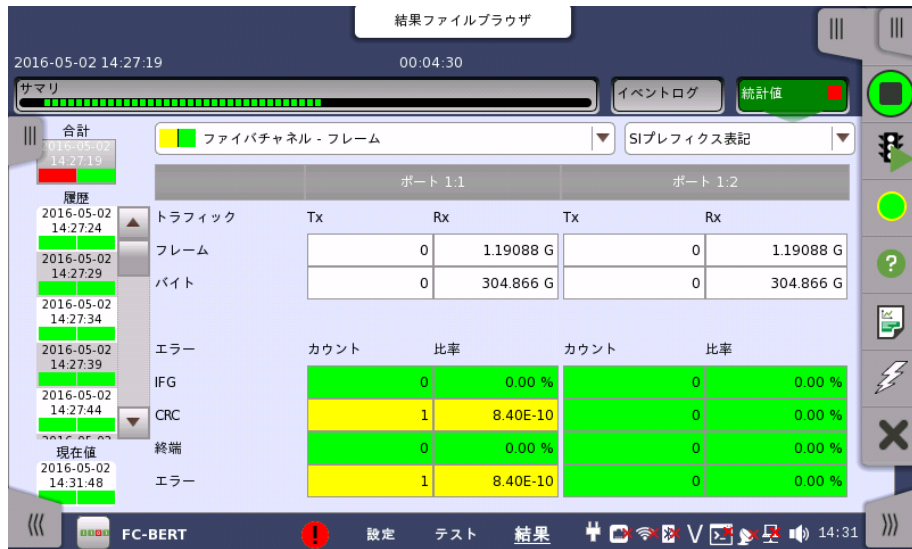 結果ファイルブラウザ
2016-05-02 14:27:19 00:04:30
サマリ イベントログ 統計値
合計
2016-05-02
14:27:19
履歴
2016-05-02
14:27:24
2016-05-02
14:27:29
2016-05-02
14:27:34
2016-05-02
14:27:39
2016-05-02
14:27:44
現在値
2016-05-02
14:31:48
ファイバチャネル - フレーム SIプレフィクス表記
ポート 1:1 ポート 1:2
トラフィック Tx Rx Tx Rx
フレーム 0 1.19088 G 0 1.19088 G
バイト 0 304.866 G 0 304.866 G
エラー カウント 比率 カウント 比率
IFG 0 0.00 % 0 0.00 %
CRC 1 8.40E-10 0 0.00 %
終端 0 0.00 % 0 0.00 %
エラー 1 8.40E-10 0 0.00 %
FC-BERT 設定 テスト 結果 14:31